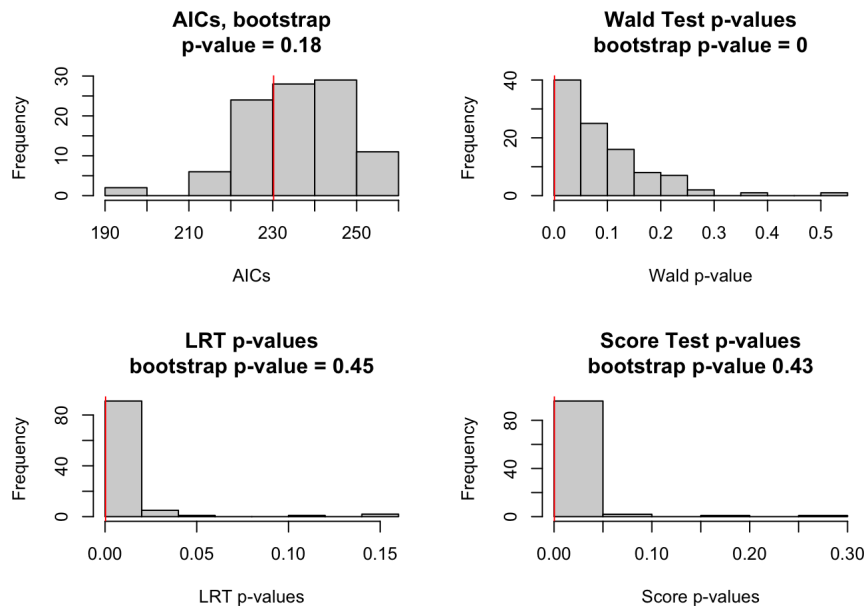 AICs, bootstrap
p-value = 0.18
Frequency
30
20
10
0
190 210 230 250
AICs
Wald Test p-values
bootstrap p-value = 0
Frequency
40
20
0
0.0 0.1 0.2 0.3 0.4 0.5
Wald p-value
LRT p-values
bootstrap p-value = 0.45
Frequency
80
40
0
0.00 0.05 0.10 0.15
LRT p-values
Score Test p-values
bootstrap p-value 0.43
Frequency
80
40
0
0.00 0.10 0.20 0.30
Score p-values